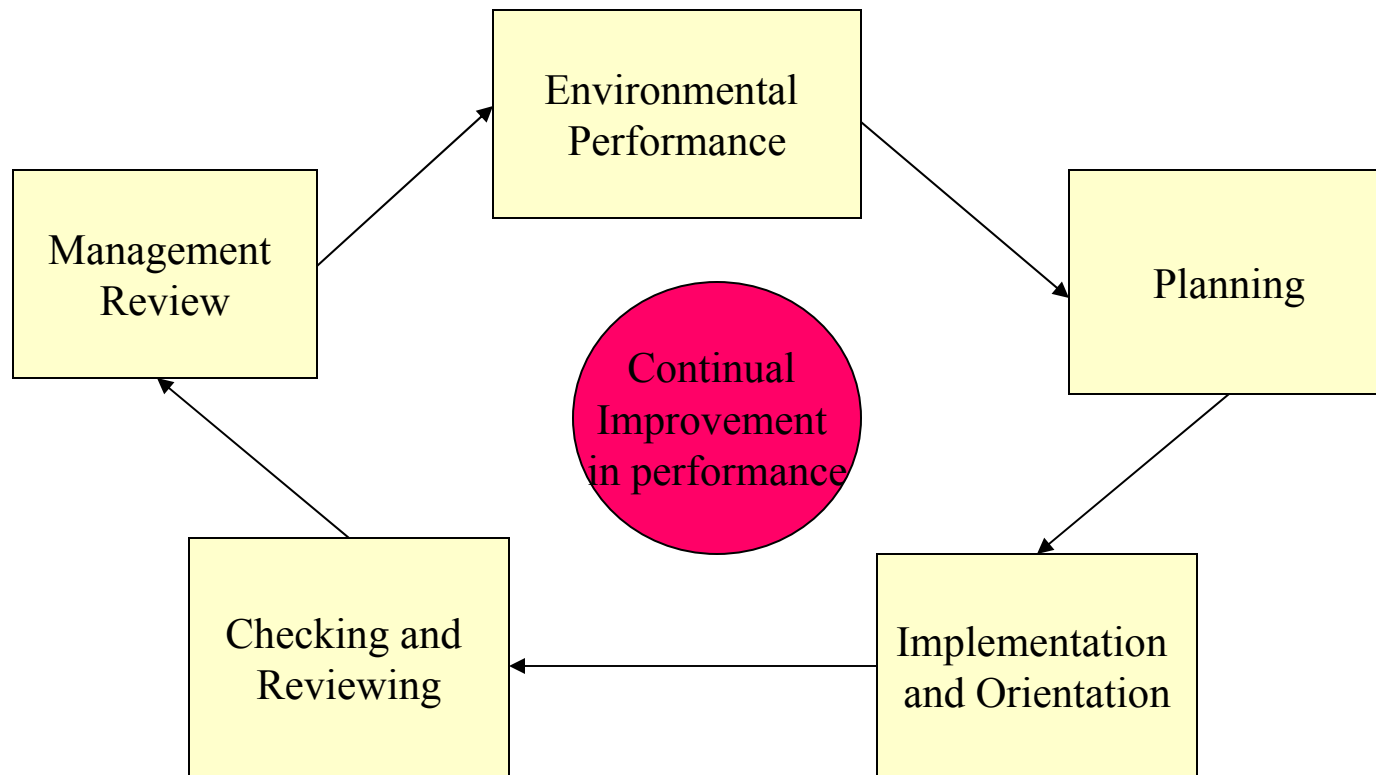 Environmental
Performance
Management
Review
Planning
Continual
Improvement
in performance
Checking and
Reviewing
Implementation
and Orientation